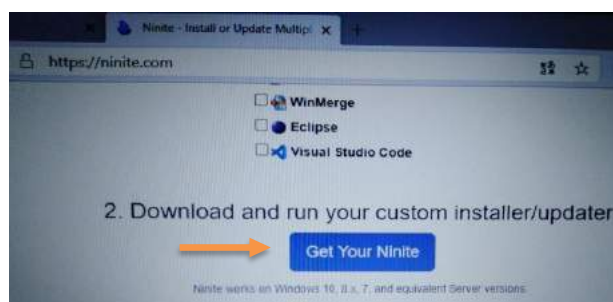 Ninite - Install or Update Multipl
https://ninite.com
WinMerge
Eclipse
Visual Studio Code
2. Download and run your custom installer/updater
Get Your Ninite
Ninite works on Windows 10, 8.x, 7, and equivalent Server versions.